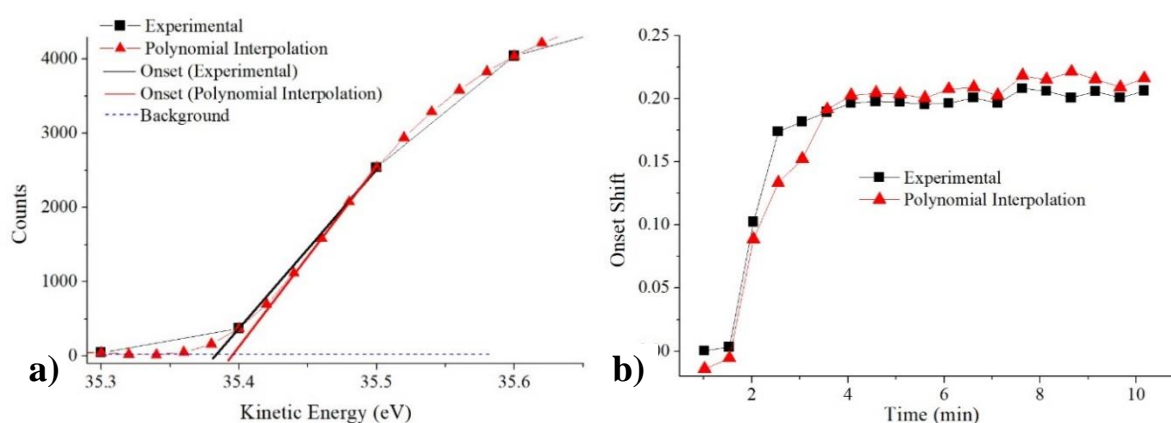 Experimental
Polynomial Interpolation
Onset (Experimental)
Onset (Polynomial Interpolation)
Background
4000
3000
2000
1000
0
35.3
35.4
35.5
35.6
Counts
Kinetic Energy (eV)
a)
0.25
0.20
0.15
0.10
0.05
.00
2
4
6
8
10
Onset Shift
Time (min)
Experimental
Polynomial Interpolation
b)